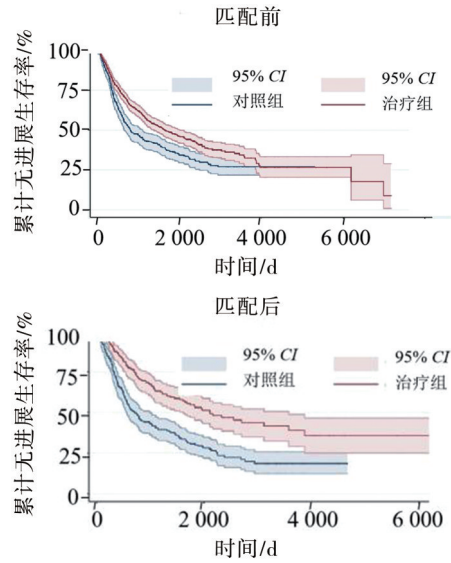 匹配前
累计无进展生存率/%
100
75
50
25
0
95% CI
对照组
95% CI
治疗组
0
2 000
4 000
6 000
时间/d
匹配后
累计无进展生存率/%
100
75
50
25
0
95% CI
对照组
95% CI
治疗组
0
2 000
4 000
6 000
时间/d